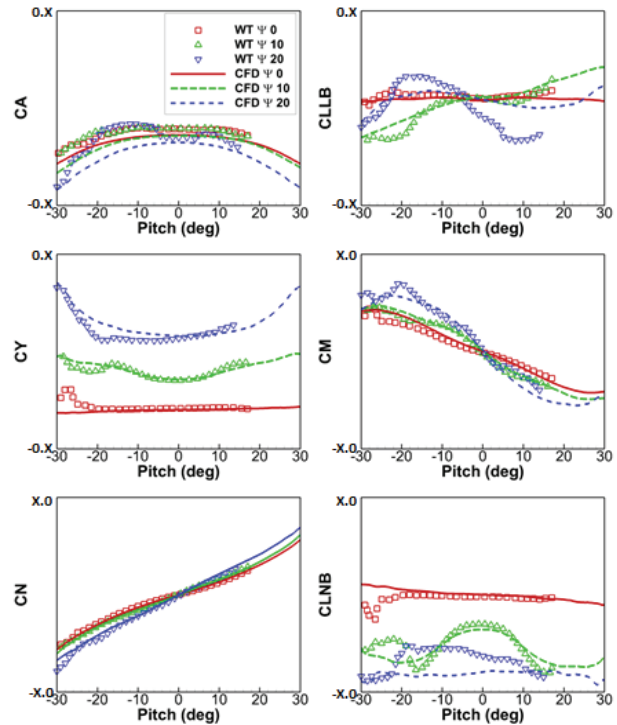 0.X
CA
WT Ψ 0
WT Ψ 10
WT Ψ 20
CFD Ψ 0
CFD Ψ 10
CFD Ψ 20
-0.X
-30 -20 -10 0 10 20 30
Pitch (deg)
0.X
CLLB
-0.X
-30 -20 -10 0 10 20 30
Pitch (deg)
0.X
CY
-0.X
-30 -20 -10 0 10 20 30
Pitch (deg)
X.0
CM
-X.0
-30 -20 -10 0 10 20 30
Pitch (deg)
X.0
CN
-X.0
-30 -20 -10 0 10 20 30
Pitch (deg)
X.0
CLNB
-X.0
-30 -20 -10 0 10 20 30
Pitch (deg)